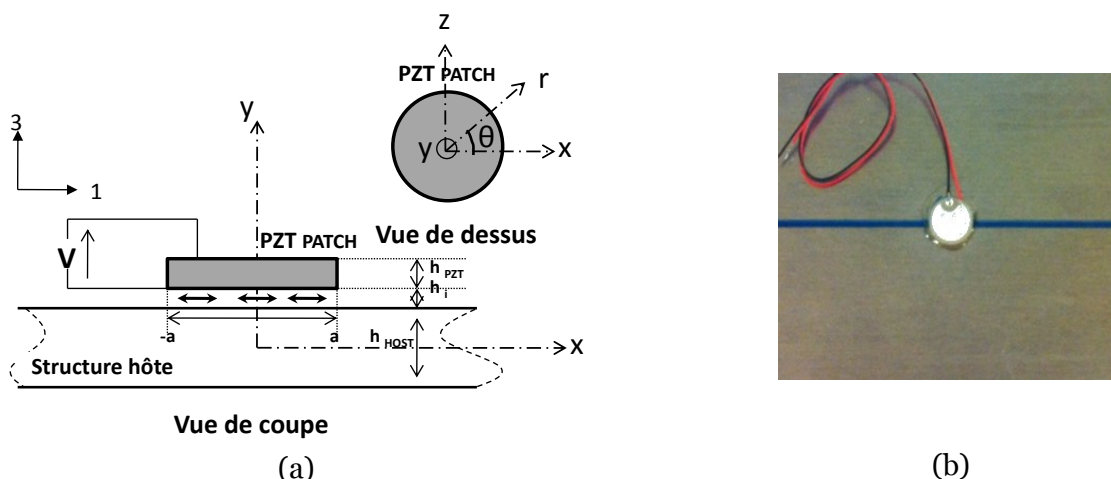 z
PZT PATCH
r
y
θ
x
3
1
y
V
PZT PATCH
Vue de dessus
h PZT
h i
-a
a
h HOST
x
Structure hôte
Vue de coupe
(a)
(b)